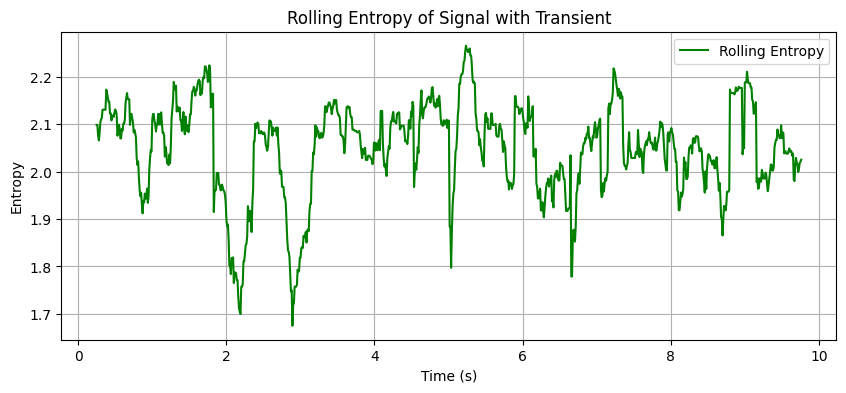 Rolling Entropy of Signal with Transient
Rolling Entropy
Entropy
2.2
2.1
2.0
1.9
1.8
1.7
0 2 4 6 8 10
Time (s)